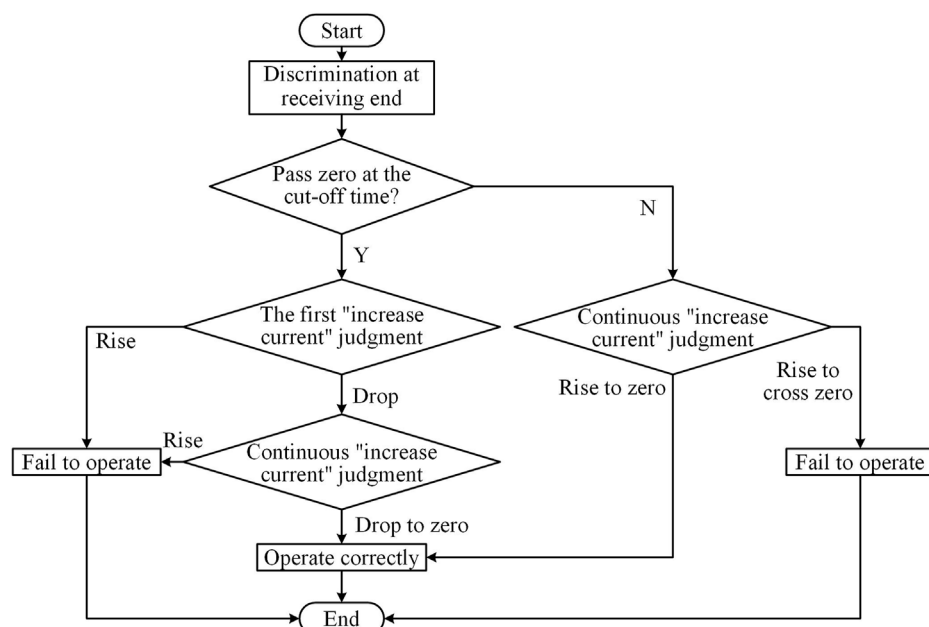 Start
Discrimination at
receiving end
Pass zero at the
cut-off time?
N
Y
The first "increase
current" judgment
Continuous "increase
current" judgment
Rise
Rise to zero
Rise to
cross zero
Drop
Rise
Fail to operate
Continuous "increase
current" judgment
Fail to operate
Drop to zero
Operate correctly
End